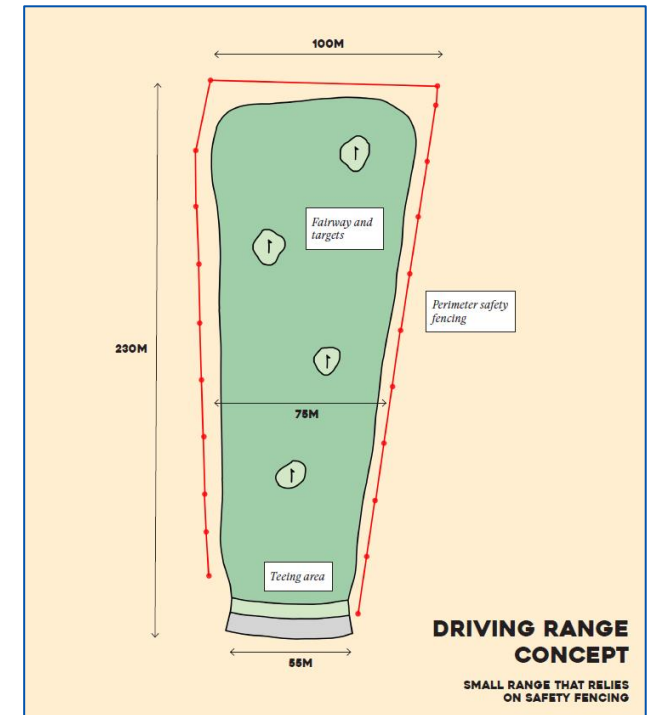 100M
Fairway and
targets
Perimeter safety
fencing
230M
75M
Teeing area
55M
DRIVING RANGE
CONCEPT
SMALL RANGE THAT RELIES
ON SAFETY FENCING